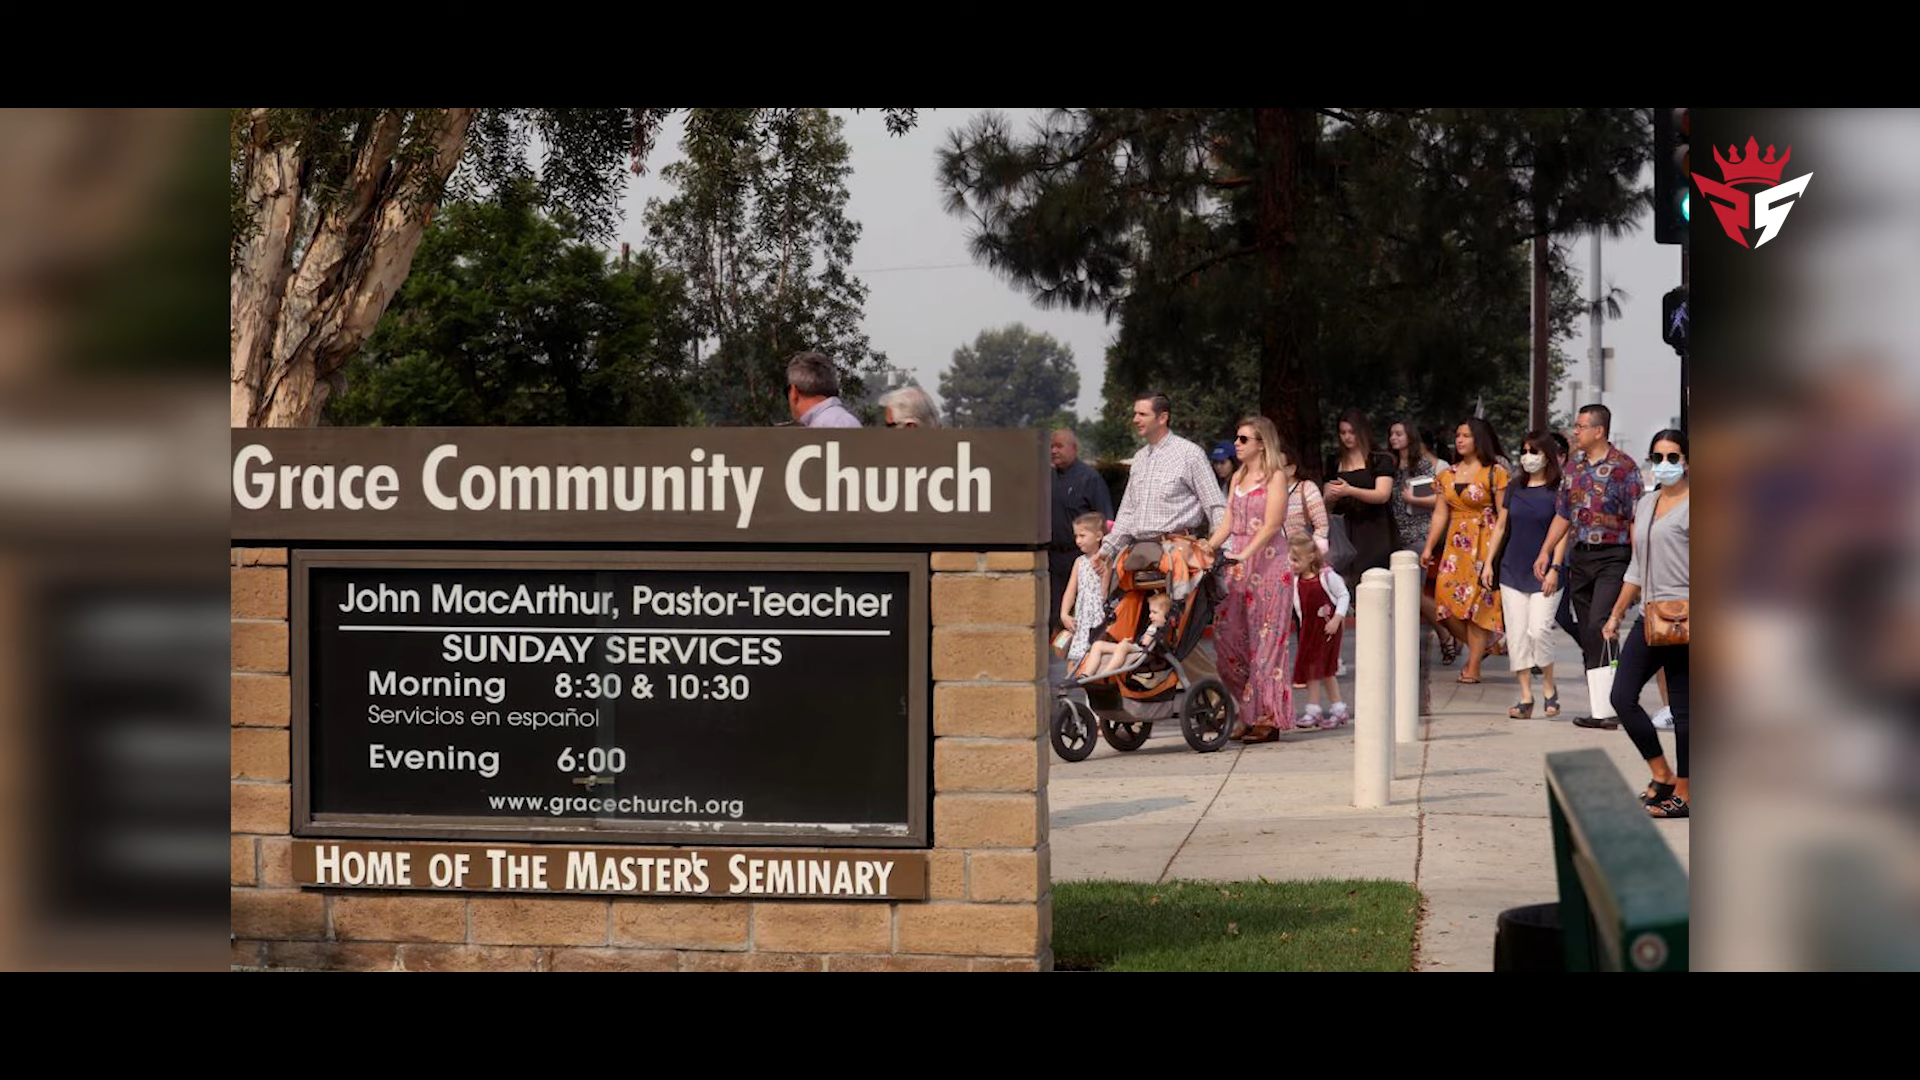 Grace Community Church
John MacArthur, Pastor-Teacher
SUNDAY SERVICES
Morning 8:30 & 10:30
Servicios en español
Evening 6:00
www.gracechurch.org
HOME OF THE MASTER'S SEMINARY